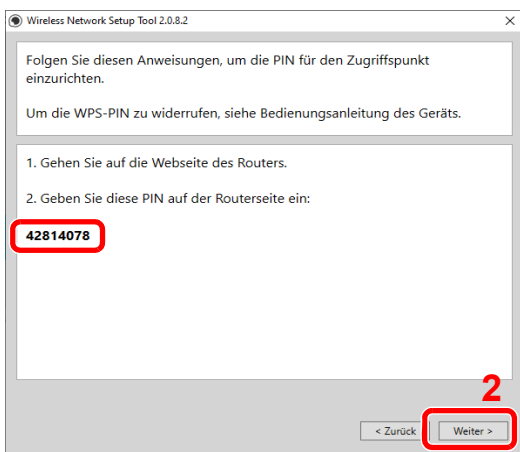 Wireless Network Setup Tool 2.0.8.2
Folgen Sie diesen Anweisungen, um die PIN für den Zugriffspunkt
einzurichten.
Um die WPS-PIN zu widerrufen, siehe Bedienungsanleitung des Geräts.
1. Gehen Sie auf die Webseite des Routers.
2. Geben Sie diese PIN auf der Routerseite ein:
42814078
2
< Zurück
Weiter >